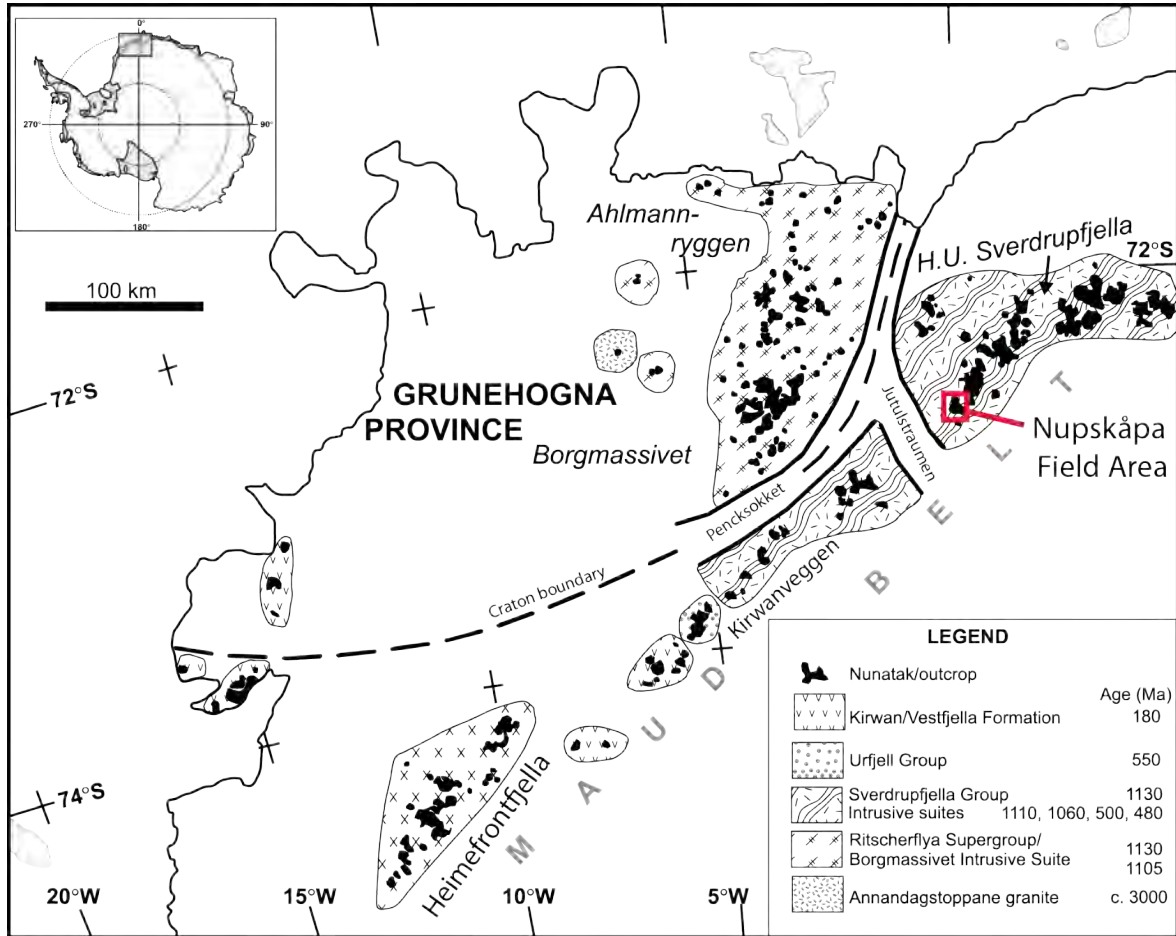 0°
270°
90°
180°
100 km
Ahlmann-
ryggen
H.U. Sverdrupfjella
72°S
72°S
GRUNEHOGNA
PROVINCE
Borgmassivet
Jutulstraumen
Nupskåpa
Field Area
Pencksokket
Craton boundary
Kirwanveggen
Heimefrontfjella
MAUD BELT
74°S
20°W
15°W
10°W
5°W
LEGEND
Nunatak/outcrop
Age (Ma)
Kirwan/Vestfjella Formation 180
Urfjell Group 550
Sverdrupfjella Group 1130
Intrusive suites 1110, 1060, 500, 480
Ritscherflya Supergroup/ 1130
Borgmassivet Intrusive Suite 1105
Annandagstoppane granite c. 3000